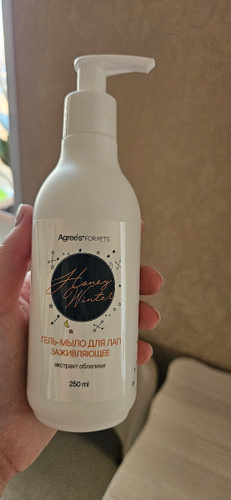 Agree's FOR PETS
Honey
Winter
ГЕЛЬ-МЫЛО ДЛЯ ЛАП
ЗАЖИВЛЯЮЩЕЕ
экстракт облепихи
250 ml